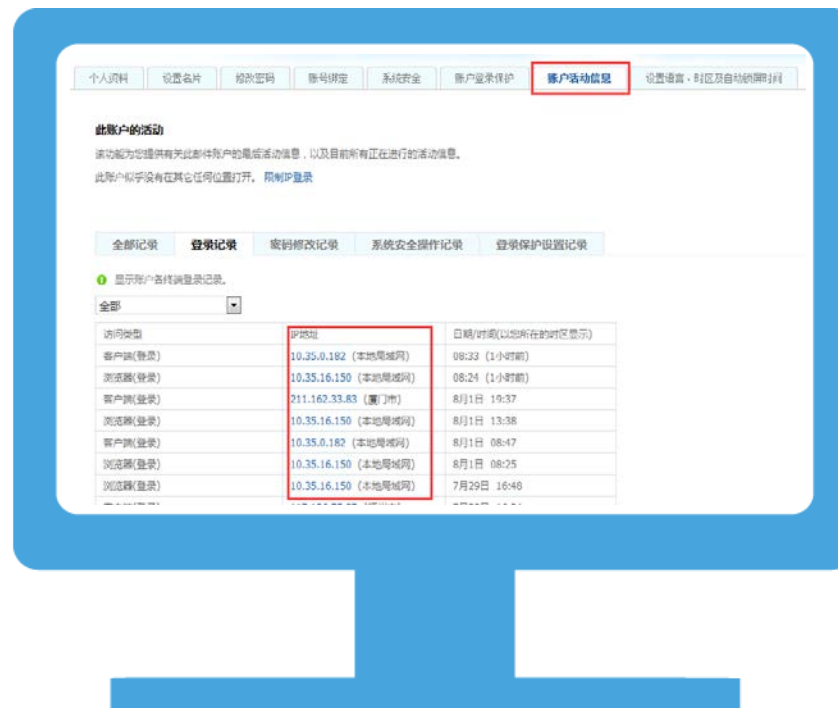 个人资料 设置名片 修改密码 账号绑定 系统安全 账户登录保护 账户活动信息 设置语言、时区及自动锁屏时间
此账户的活动
该功能为您提供有关此邮件账户的最后活动信息，以及目前所有正在进行的活动信息。
此账户似乎没有在其它任何位置打开。 限制IP登录
全部记录 登录记录 密码修改记录 系统安全操作记录 登录保护设置记录
显示账户各终端登录记录。
全部
访问类型 IP地址 日期/时间(以您所在的时区显示)
客户端(登录) 10.35.0.182 (本地局域网) 08:33 (1小时前)
浏览器(登录) 10.35.16.150 (本地局域网) 08:24 (1小时前)
客户端(登录) 211.162.33.83 (厦门市) 8月1日 19:37
浏览器(登录) 10.35.16.150 (本地局域网) 8月1日 13:38
客户端(登录) 10.35.0.182 (本地局域网) 8月1日 08:47
浏览器(登录) 10.35.16.150 (本地局域网) 8月1日 08:25
浏览器(登录) 10.35.16.150 (本地局域网) 7月29日 16:48